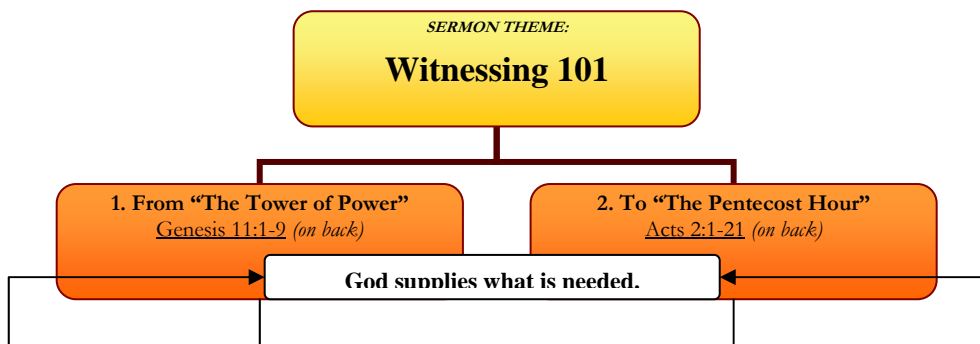 SERMON THEME:
Witnessing 101
1. From “The Tower of Power”
Genesis 11:1-9 (on back)
2. To “The Pentecost Hour”
Acts 2:1-21 (on back)
God supplies what is needed.